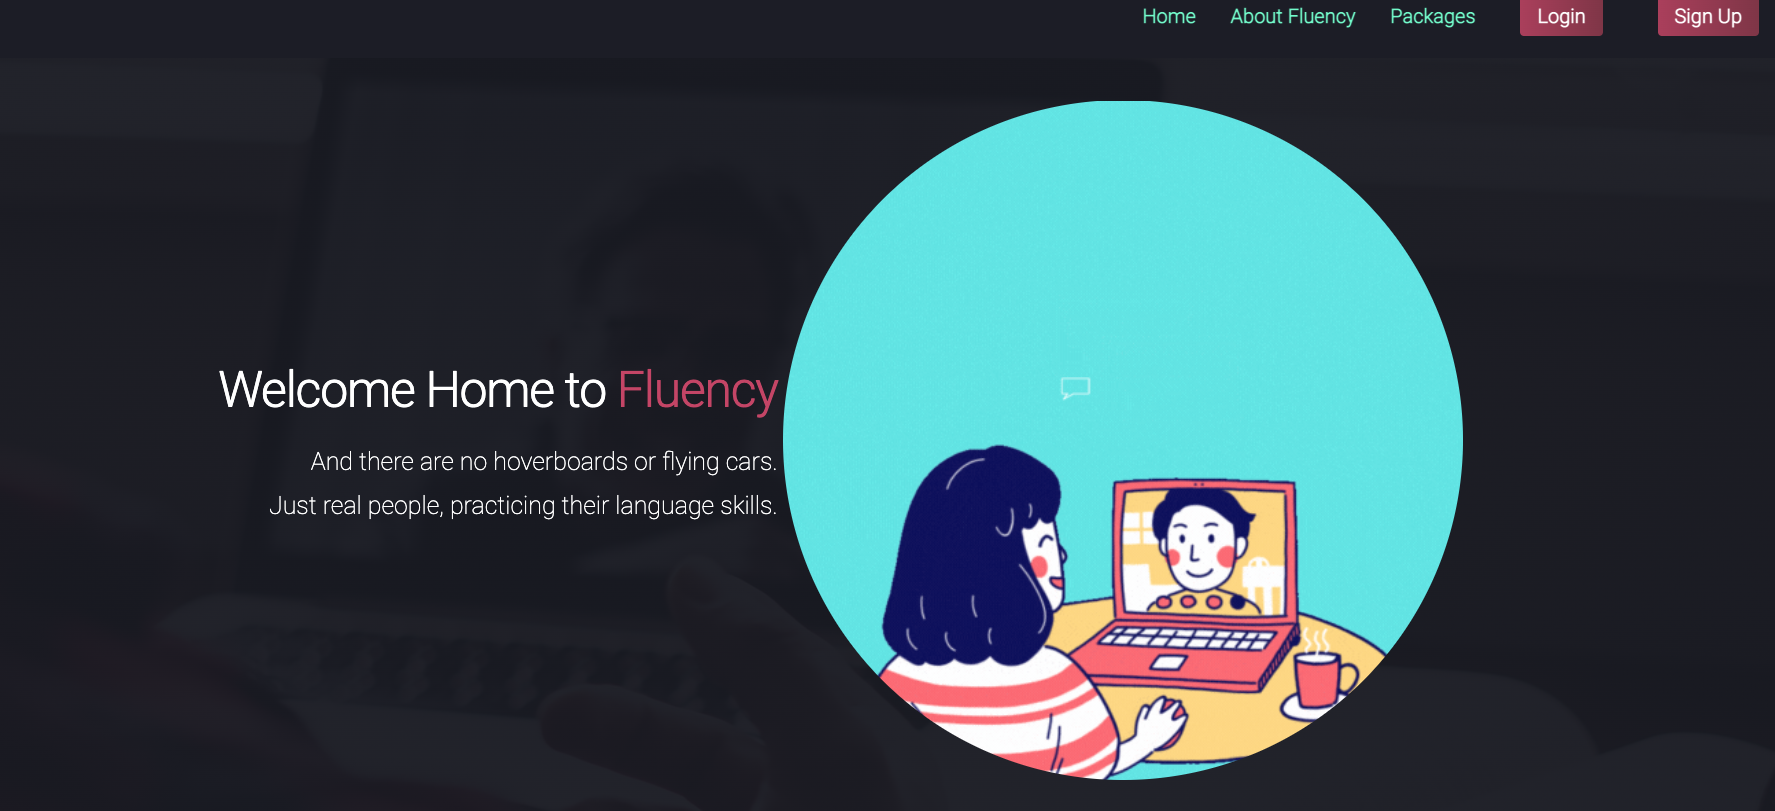 Home About Fluency Packages Login Sign Up
Welcome Home to Fluency
And there are no hoverboards or flying cars.
Just real people, practicing their language skills.